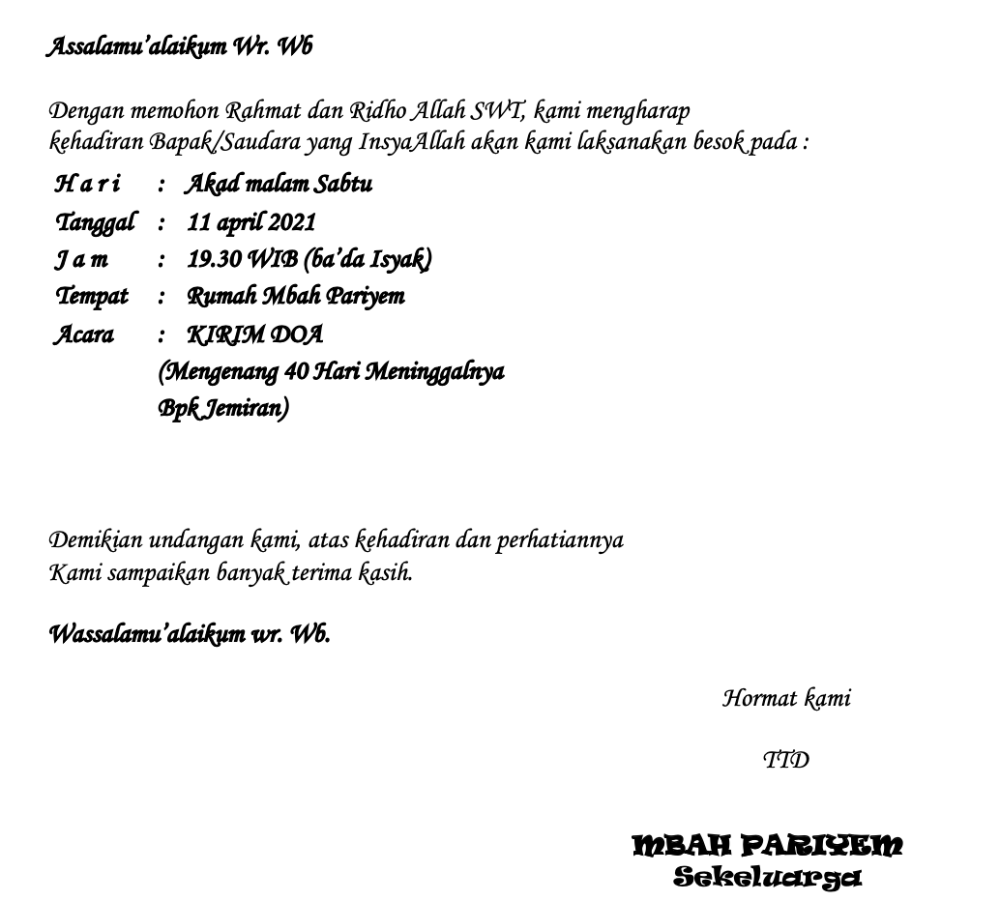 Assalamu’alaikum Wr. Wb
Dengan memohon Rahmat dan Ridho Allah SWT, kami mengharap
kehadiran Bapak/Saudara yang InsyaAllah akan kami laksanakan besok pada :
H a r i : Akad malam Sabtu
Tanggal : 11 april 2021
J a m : 19.30 WIB (ba’da Isyak)
Tempat : Rumah Mbah Pariyem
Acara : KIRIM DOA
(Mengenang 40 Hari Meninggalnya
Bpk Jemiran)
Demikian undangan kami, atas kehadiran dan perhatiannya
Kami sampaikan banyak terima kasih.
Wassalamu’alaikum wr. Wb.
Hormat kami
TTD
MBAH PARIYEM
Sekeluarga